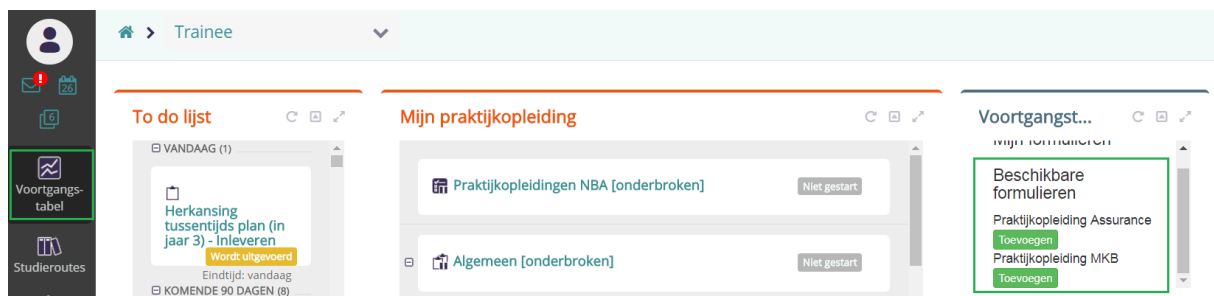 Trainee
26
6
Voortgangs-
tabel
Studieroutes
To do lijst
VANDAAG (1)
Herkansing
tussentijds plan (in
jaar 3) - Inleveren
Wordt uitgevoerd
Eindtijd: vandaag
KOMENDE 90 DAGEN (8)
Mijn praktijkopleiding
Praktijkopleidingen NBA [onderbroken]
Niet gestart
Algemeen [onderbroken]
Niet gestart
Voortgangst...
Mijn formulieren
Beschikbare
formulieren
Praktijkopleiding Assurance
Toevoegen
Praktijkopleiding MKB
Toevoegen